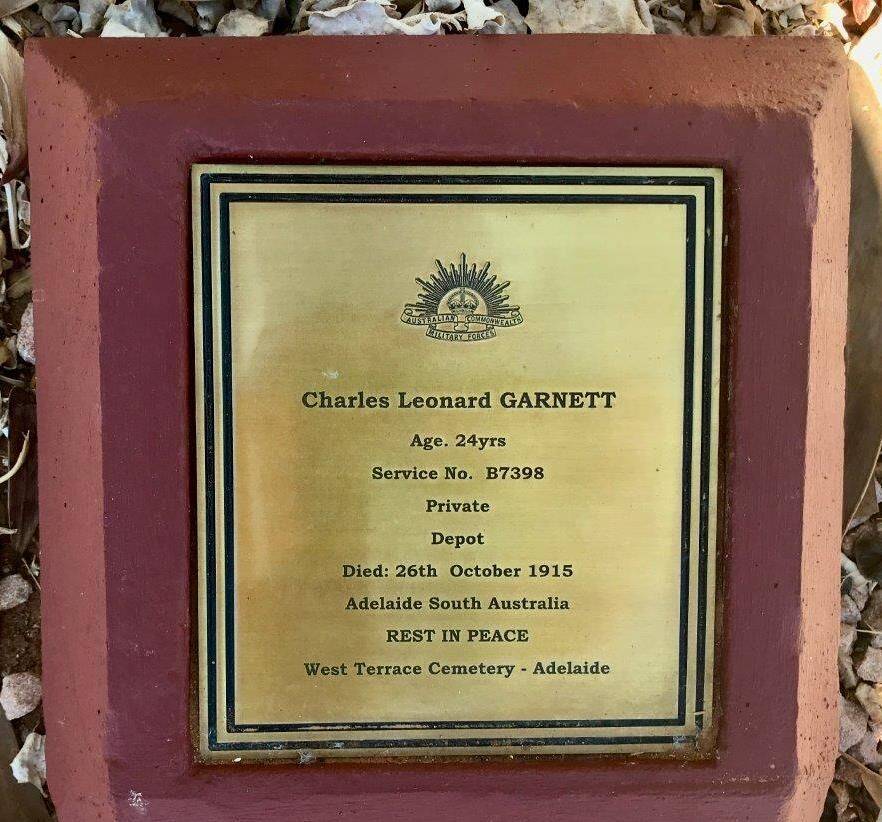 AUSTRALIAN COMMONWEALTH
MILITARY FORCES
Charles Leonard GARNETT
Age. 24yrs
Service No. B7398
Private
Depot
Died: 26th October 1915
Adelaide South Australia
REST IN PEACE
West Terrace Cemetery - Adelaide